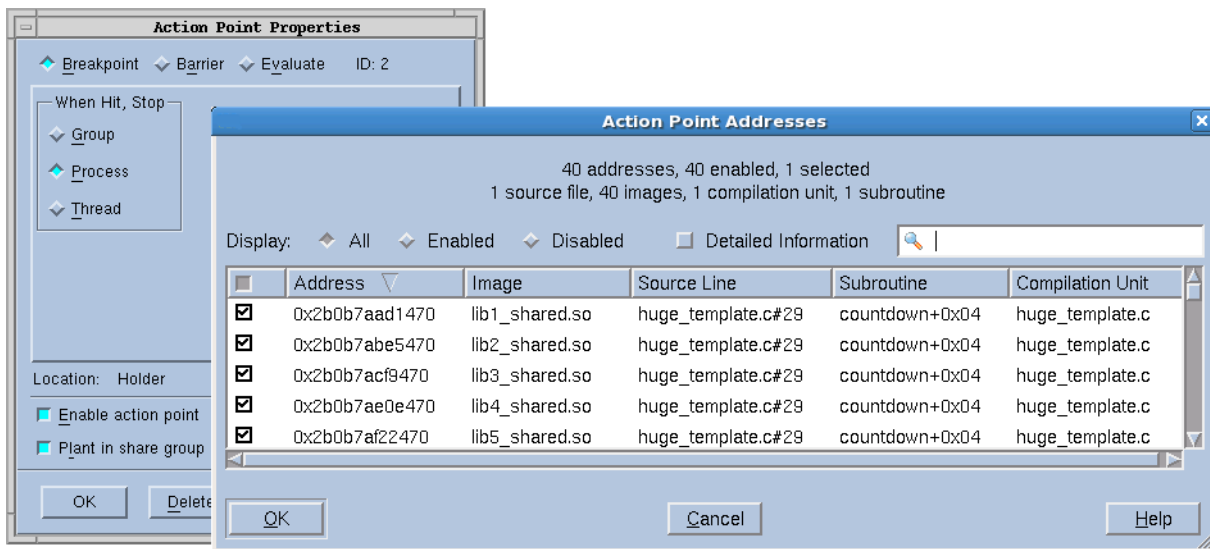 Action Point Properties
Breakpoint Barrier Evaluate ID: 2
When Hit, Stop
Group
Process
Thread
Location: Holder
Enable action point
Plant in share group
OK Delete
Action Point Addresses
40 addresses, 40 enabled, 1 selected
1 source file, 40 images, 1 compilation unit, 1 subroutine
Display: All Enabled Disabled Detailed Information
Address Image Source Line Subroutine Compilation Unit
0x2b0b7aad1470 lib1_shared.so huge_template.c#29 countdown+0x04 huge_template.c
0x2b0b7abe5470 lib2_shared.so huge_template.c#29 countdown+0x04 huge_template.c
0x2b0b7acf9470 lib3_shared.so huge_template.c#29 countdown+0x04 huge_template.c
0x2b0b7ae0e470 lib4_shared.so huge_template.c#29 countdown+0x04 huge_template.c
0x2b0b7af22470 lib5_shared.so huge_template.c#29 countdown+0x04 huge_template.c
OK Cancel Help